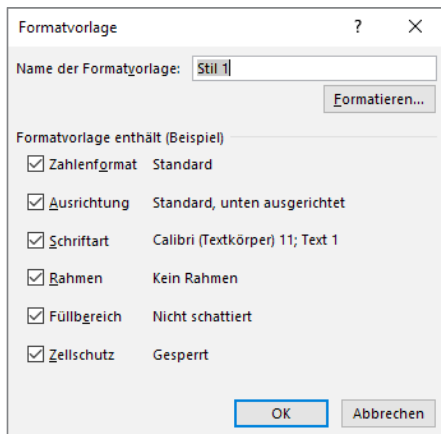 Formatvorlage ? ×
Name der Formatvorlage: Stil 1
Formatieren...
Formatvorlage enthält (Beispiel)
Zahlenformat Standard
Ausrichtung Standard, unten ausgerichtet
Schriftart Calibri (Textkörper) 11; Text 1
Rahmen Kein Rahmen
Füllbereich Nicht schattiert
Zellschutz Gesperrt
OK Abbrechen